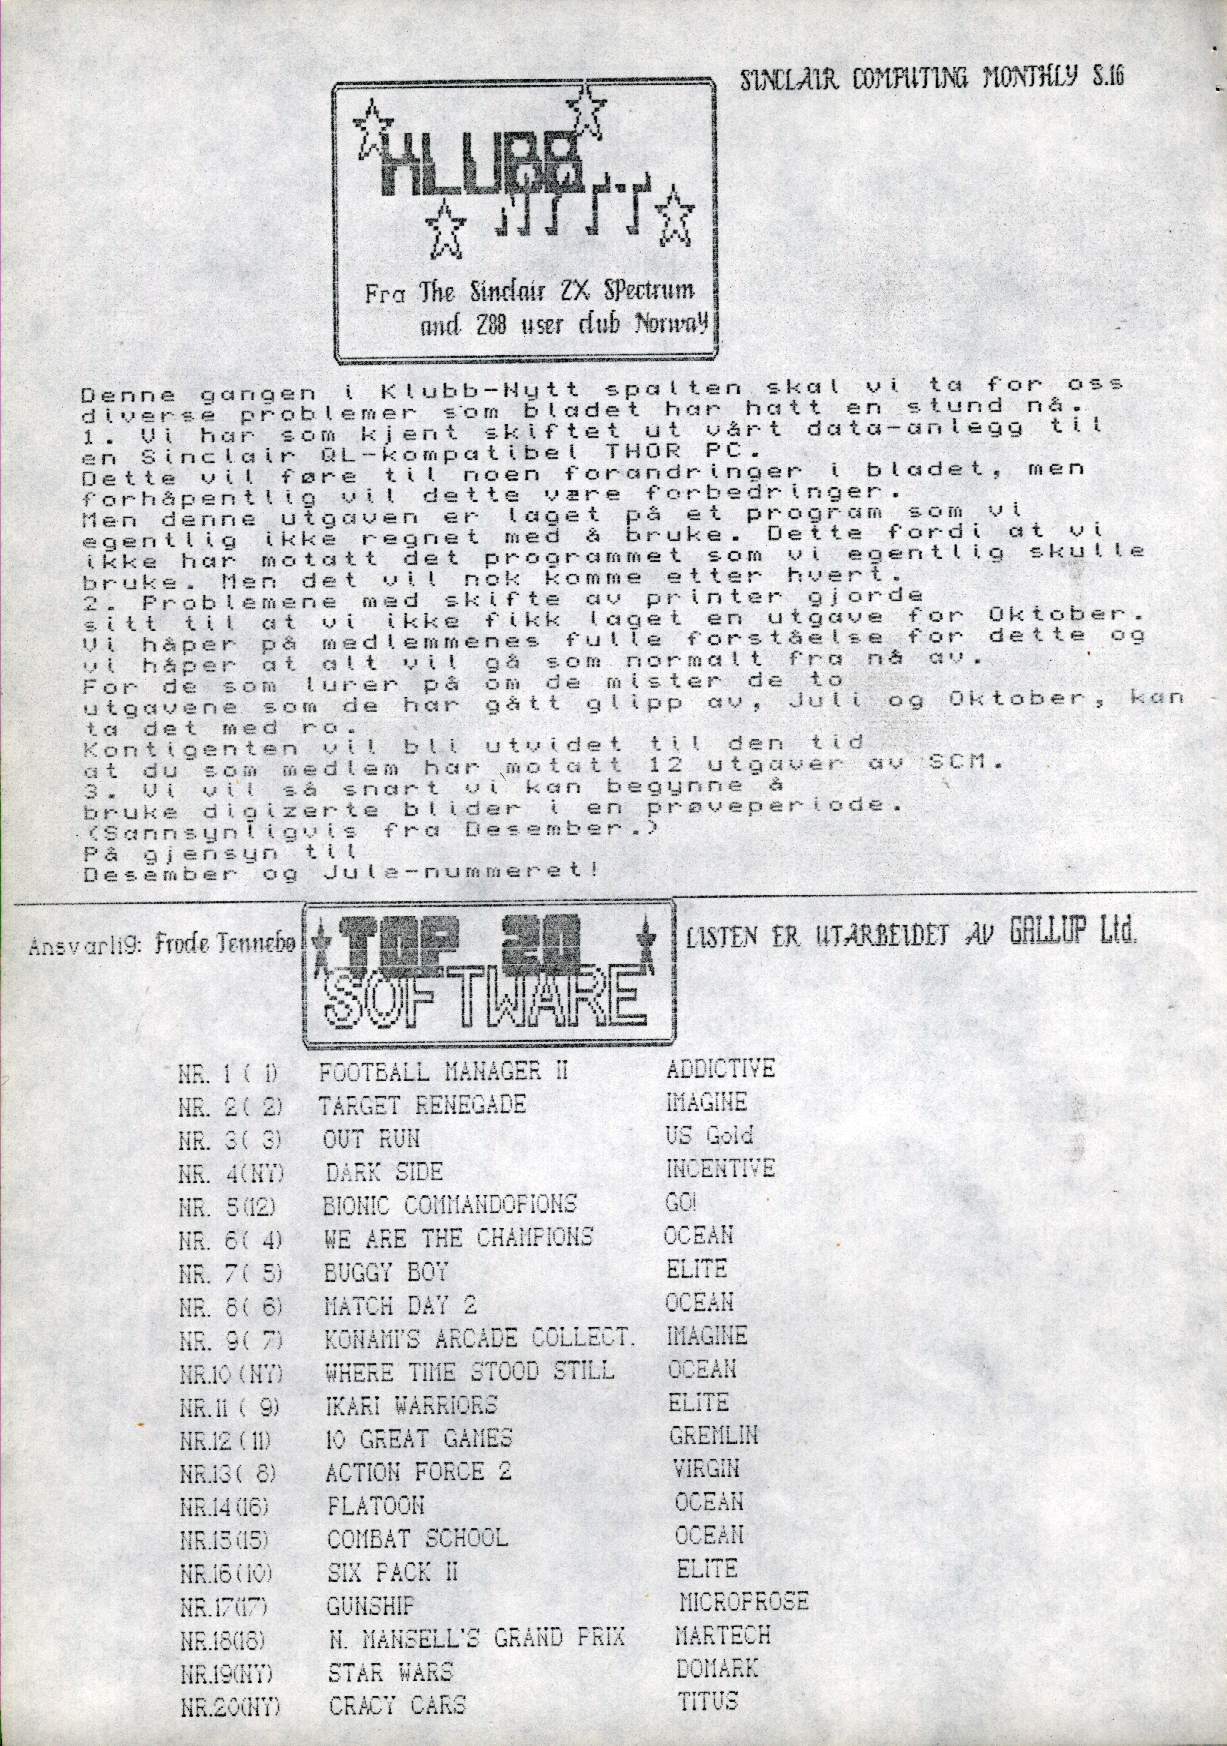 SINCLAIR COMPUTING MONTHLY S.16
KLUBB
NYTT
Fra The Sinclair ZX SPectrum
and Z88 user club Norway
Denne gangen i Klubb-Nytt spalten skal vi ta for oss
diverse problemer som bladet har hatt en stund nå.
1. Vi har som kjent skiftet ut vårt data-anlegg til
en Sinclair QL-kompatibel THOR PC.
Dette vil føre til noen forandringer i bladet, men
forhåpentlig vil dette være forbedringer.
Men denne utgaven er laget på et program som vi
egentlig ikke regnet med å bruke. Dette fordi at vi
ikke har motatt det programmet som vi egentlig skulle
bruke. Men det vil nok komme etter hvert.
2. Problemene med skifte av printer gjorde
sitt til at vi ikke fikk laget en utgave for Oktober.
Vi håper på medlemmenes fulle forståelse for dette og
vi håper at alt vil gå som normalt fra nå av.
For de som lurer på om de mister de to
utgavene som de har gått glipp av, Juli og Oktober, kan
ta det med ro.
Kontigenten vil bli utvidet til den tid
at du som medlem har motatt 12 utgaver av SCM.
3. Vi vil så snart vi kan begynne å
bruke digizerte blider i en prøveperiode.
(Sannsynligvis fra Desember.)
På gjensyn til
Desember og Jule-nummeret!
Ansvarlig: Frode Tennebø
TOP 20
SOFTWARE
LISTEN ER UTARBEIDET AV GALLUP Ltd.
NR. 1 ( 1) FOOTBALL MANAGER II ADDICTIVE
NR. 2( 2) TARGET RENEGADE IMAGINE
NR. 3( 3) OUT RUN US Gold
NR. 4(NY) DARK SIDE INCENTIVE
NR. 5(12) BIONIC COMMANDOPIONS GO!
NR. 6( 4) WE ARE THE CHAMPIONS OCEAN
NR. 7( 5) BUGGY BOY ELITE
NR. 8( 6) MATCH DAY 2 OCEAN
NR. 9( 7) KONAMI'S ARCADE COLLECT. IMAGINE
NR.10 (NY) WHERE TIME STOOD STILL OCEAN
NR.11 ( 9) IKARI WARRIORS ELITE
NR.12 (11) 10 GREAT GAMES GREMLIN
NR.13( 8) ACTION FORCE 2 VIRGIN
NR.14(16) PLATOON OCEAN
NR.15(15) COMBAT SCHOOL OCEAN
NR.16(10) SIX PACK II ELITE
NR.17(17) GUNSHIP MICROPROSE
NR.18(18) N. MANSELL'S GRAND PRIX MARTECH
NR.19(NY) STAR WARS DOMARK
NR.20(NY) CRACY CARS TITUS